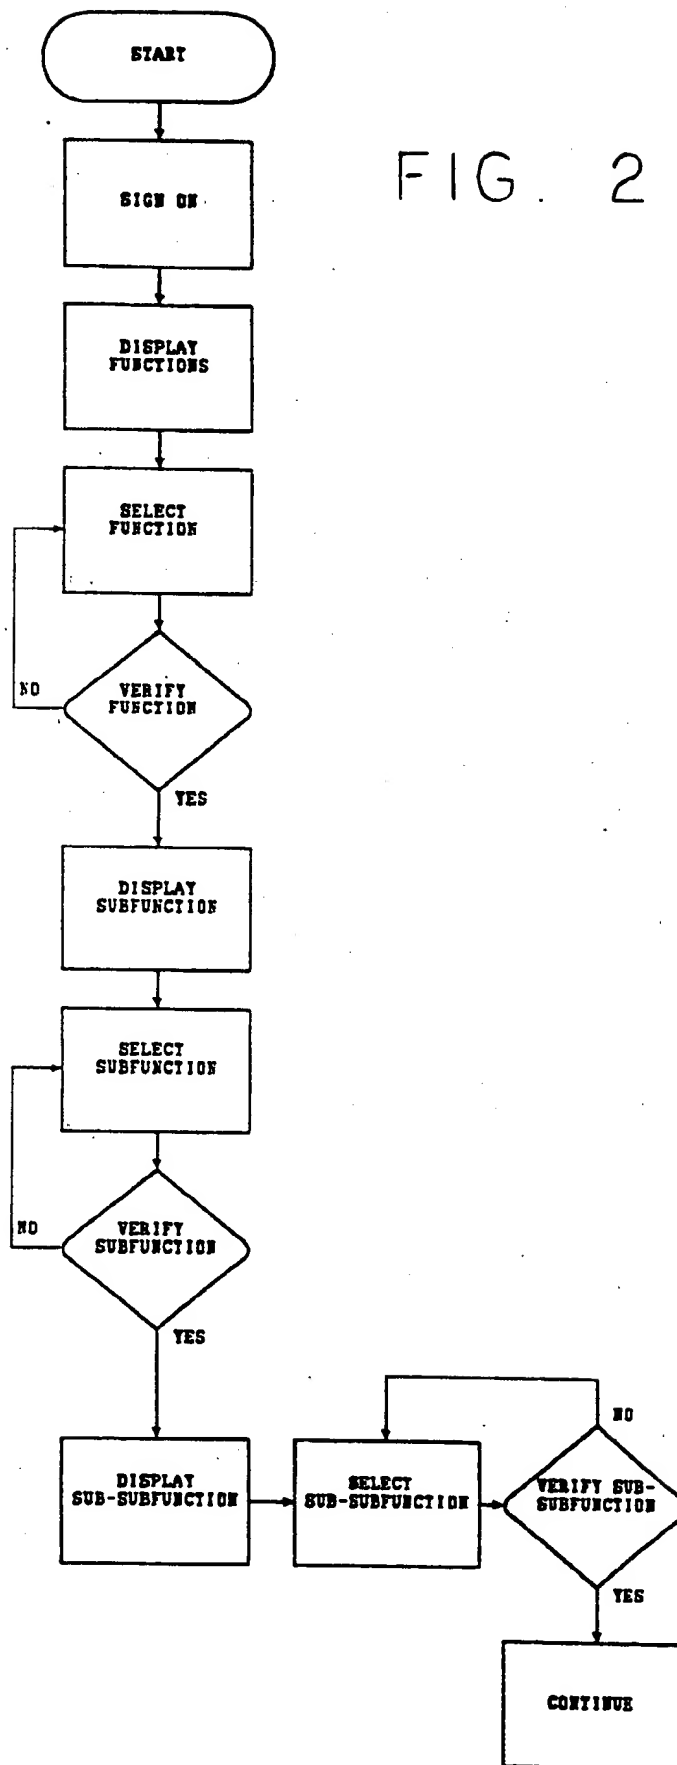 START
FIG. 2
SIGN ON
DISPLAY
FUNCTIONS
SELECT
FUNCTION
NO
VERIFY
FUNCTION
YES
DISPLAY
SUBFUNCTION
SELECT
SUBFUNCTION
NO
VERIFY
SUBFUNCTION
YES
DISPLAY
SUB-SUBFUNCTION
SELECT
SUB-SUBFUNCTION
NO
VERIFY SUB-
SUBFUNCTION
YES
CONTINUE